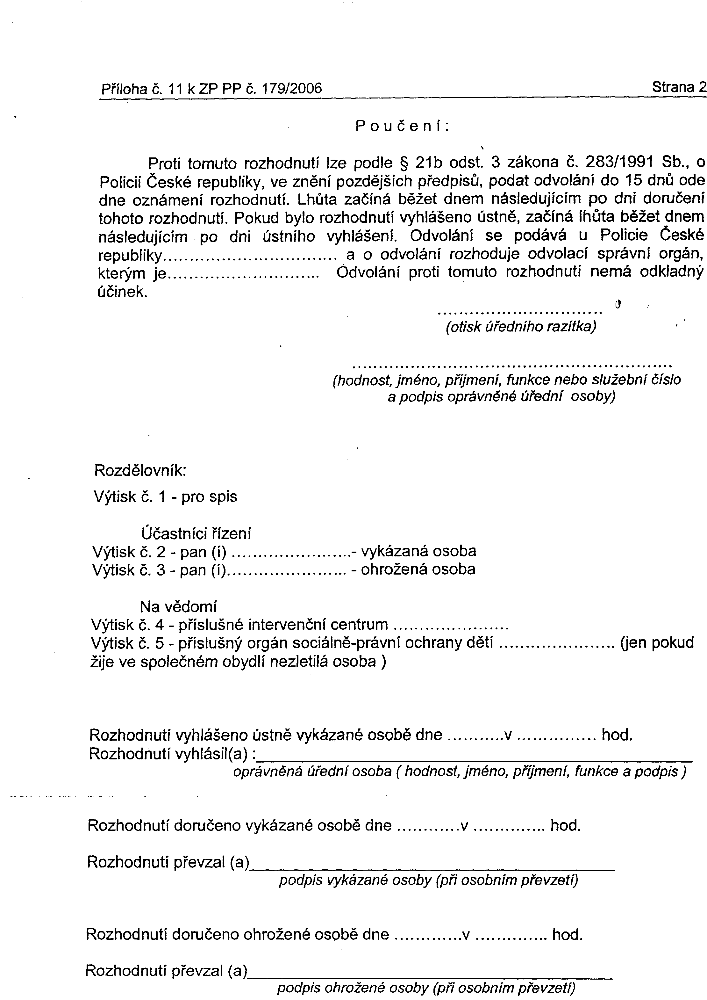 Příloha č. 11 k ZP PP č. 179/2006 Strana 2
Poučení:
Proti tomuto rozhodnutí lze podle § 21b odst. 3 zákona č. 283/1991 Sb., o
Policii České republiky, ve znění pozdějších předpisů, podat odvolání do 15 dnů ode
dne oznámení rozhodnutí. Lhůta začíná běžet dnem následujícím po dni doručení
tohoto rozhodnutí. Pokud bylo rozhodnutí vyhlášeno ústně, začíná lhůta běžet dnem
následujícím po dni ústního vyhlášení. Odvolání se podává u Policie České
republiky................................. a o odvolání rozhoduje odvolací správní orgán,
kterým je............................. Odvolání proti tomuto rozhodnutí nemá odkladný
účinek.
...............................
(otisk úředního razítka)
............................................................
(hodnost, jméno, příjmení, funkce nebo služební číslo
a podpis oprávněné úřední osoby)
Rozdělovník:
Výtisk č. 1 - pro spis
Účastníci řízení
Výtisk č. 2 - pan (í) .......................- vykázaná osoba
Výtisk č. 3 - pan (í)....................... - ohrožená osoba
Na vědomí
Výtisk č. 4 - příslušné intervenční centrum ......................
Výtisk č. 5 - příslušný orgán sociálně-právní ochrany dětí ...................... (jen pokud
žije ve společném obydlí nezletilá osoba )
Rozhodnutí vyhlášeno ústně vykázané osobě dne ...........v ............... hod.
Rozhodnutí vyhlásil(a) :______________________________
oprávněná úřední osoba ( hodnost, jméno, příjmení, funkce a podpis )
Rozhodnutí doručeno vykázané osobě dne ............v .............. hod.
Rozhodnutí převzal (a)______________________________
podpis vykázané osoby (při osobním převzetí)
Rozhodnutí doručeno ohrožené osobě dne .............v .............. hod.
Rozhodnutí převzal (a)______________________________
podpis ohrožené osoby (při osobním převzetí)